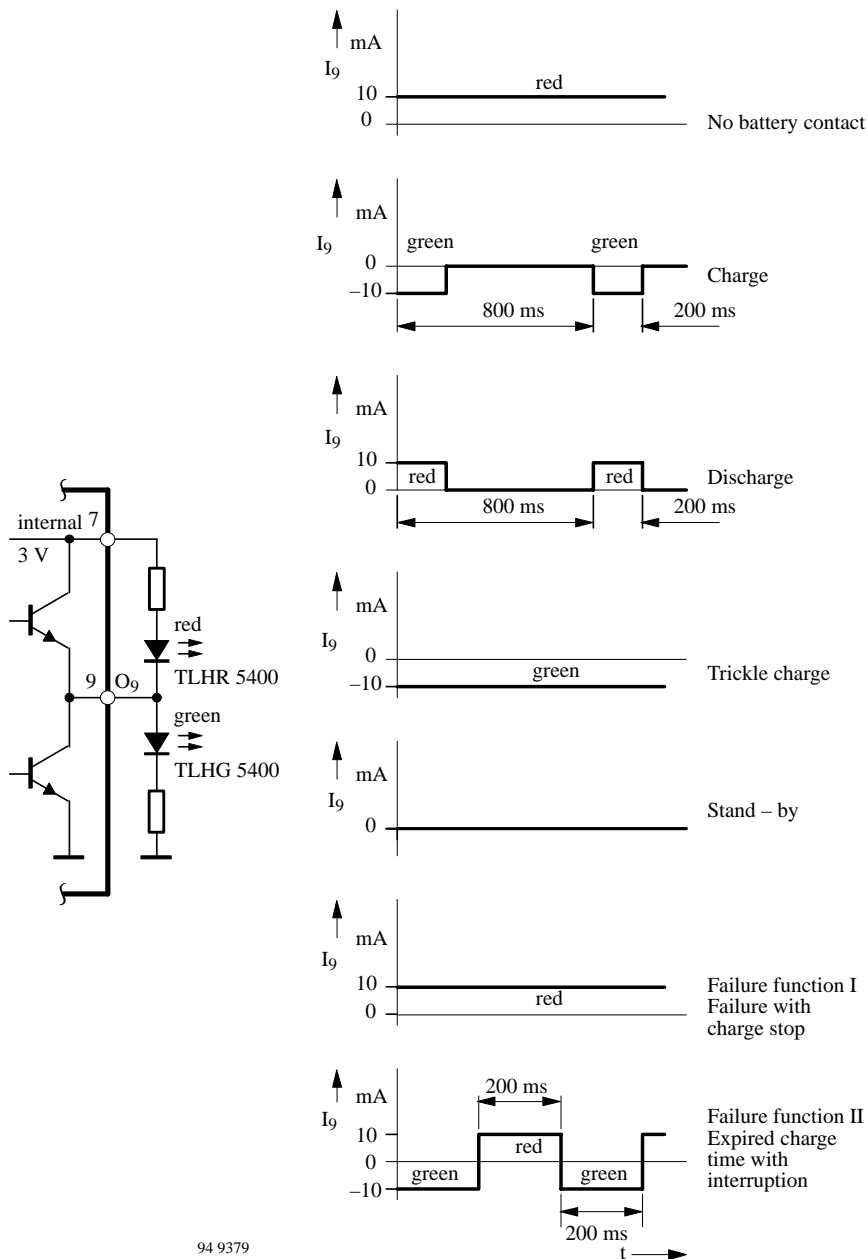 mA
I9
10
red
0
No battery contact
mA
I9
green
green
0
–10
Charge
800 ms
200 ms
mA
I9
10
red
red
0
Discharge
800 ms
200 ms
internal 7
3 V
red
TLHR 5400
9 O9
green
TLHG 5400
mA
I9
0
green
–10
Trickle charge
mA
I9
0
Stand – by
mA
I9
10
red
0
Failure function I
Failure with
charge stop
200 ms
mA
I9
10
red
0
green
green
–10
Failure function II
Expired charge
time with
interruption
200 ms
t
94 9379